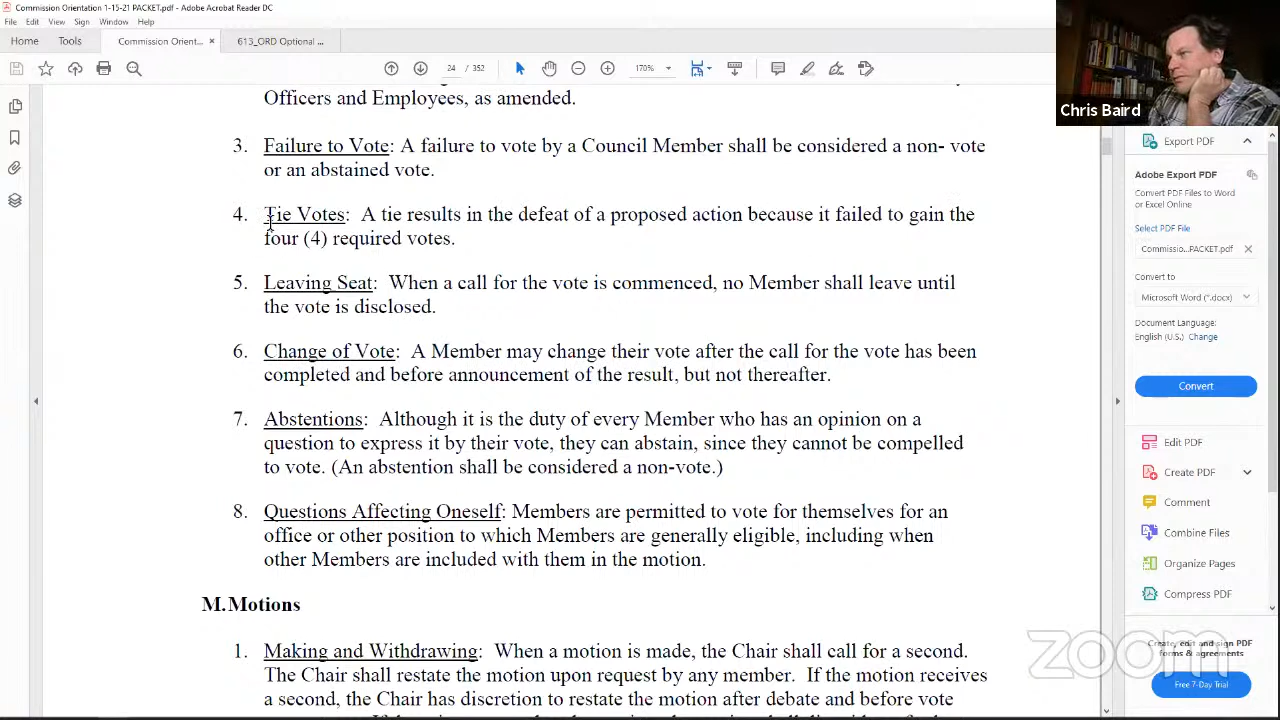 Commission Orientation 1-15-21 PACKET.pdf - Adobe Acrobat Reader DC
File Edit View Sign Window Help
Home Tools Commission Orient... × 613_ORD Optional ...
24 / 352 170%
Chris Baird
Officers and Employees, as amended.
3. Failure to Vote: A failure to vote by a Council Member shall be considered a non- vote
or an abstained vote.
4. Tie Votes: A tie results in the defeat of a proposed action because it failed to gain the
four (4) required votes.
5. Leaving Seat: When a call for the vote is commenced, no Member shall leave until
the vote is disclosed.
6. Change of Vote: A Member may change their vote after the call for the vote has been
completed and before announcement of the result, but not thereafter.
7. Abstentions: Although it is the duty of every Member who has an opinion on a
question to express it by their vote, they can abstain, since they cannot be compelled
to vote. (An abstention shall be considered a non-vote.)
8. Questions Affecting Oneself: Members are permitted to vote for themselves for an
office or other position to which Members are generally eligible, including when
other Members are included with them in the motion.
M. Motions
1. Making and Withdrawing: When a motion is made, the Chair shall call for a second.
The Chair shall restate the motion upon request by any member. If the motion receives
a second, the Chair has discretion to restate the motion after debate and before vote
Export PDF
Adobe Export PDF
Convert PDF Files to Word
or Excel Online
Select PDF File
Commissio...PACKET.pdf ×
Convert to
Microsoft Word (*.docx)
Document Language:
English (U.S.) Change
Convert
Edit PDF
Create PDF
Comment
Combine Files
Organize Pages
Compress PDF
Create, edit and sign PDF
forms & agreements
Free 7-Day Trial
zoom